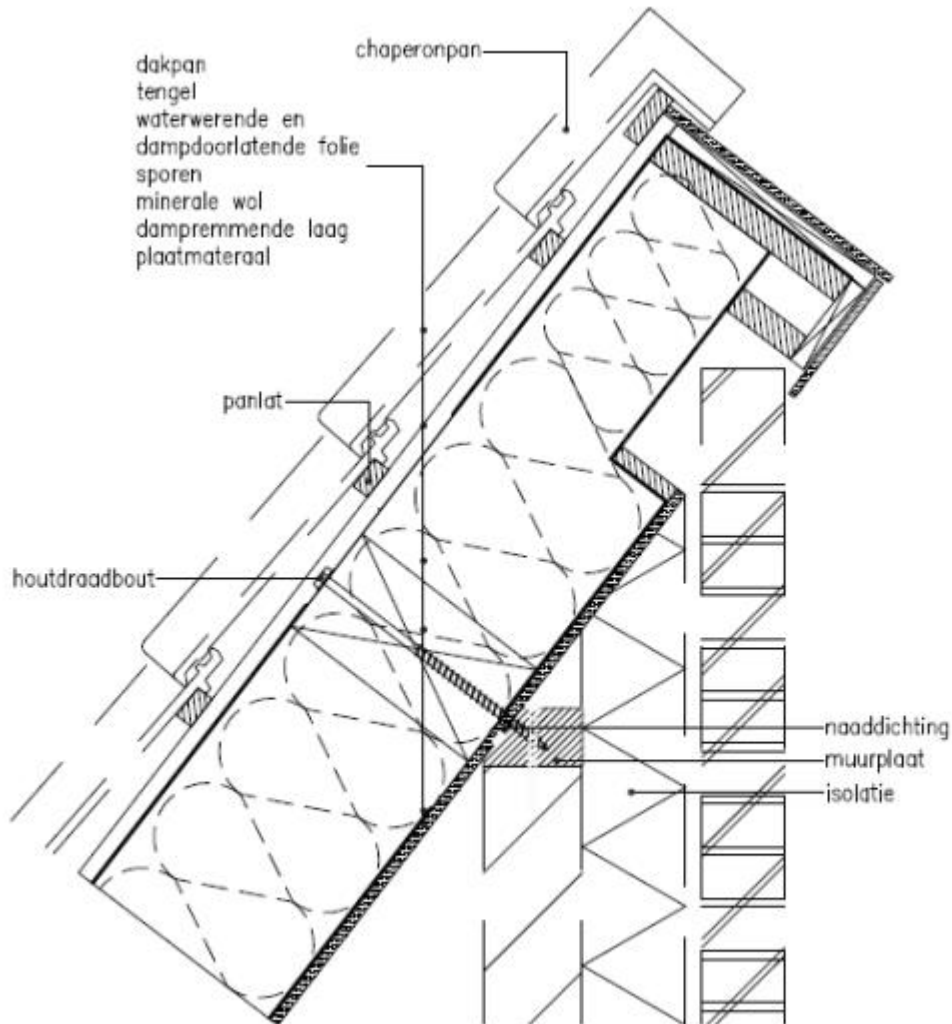 chaperonpan
dakpan
tengel
waterwerende en
dampdoorlatende folie
sporen
minerale wol
dampremmende laag
plaatmateraal
panlat
houtdraadbout
naaddichting
muurplaat
isolatie